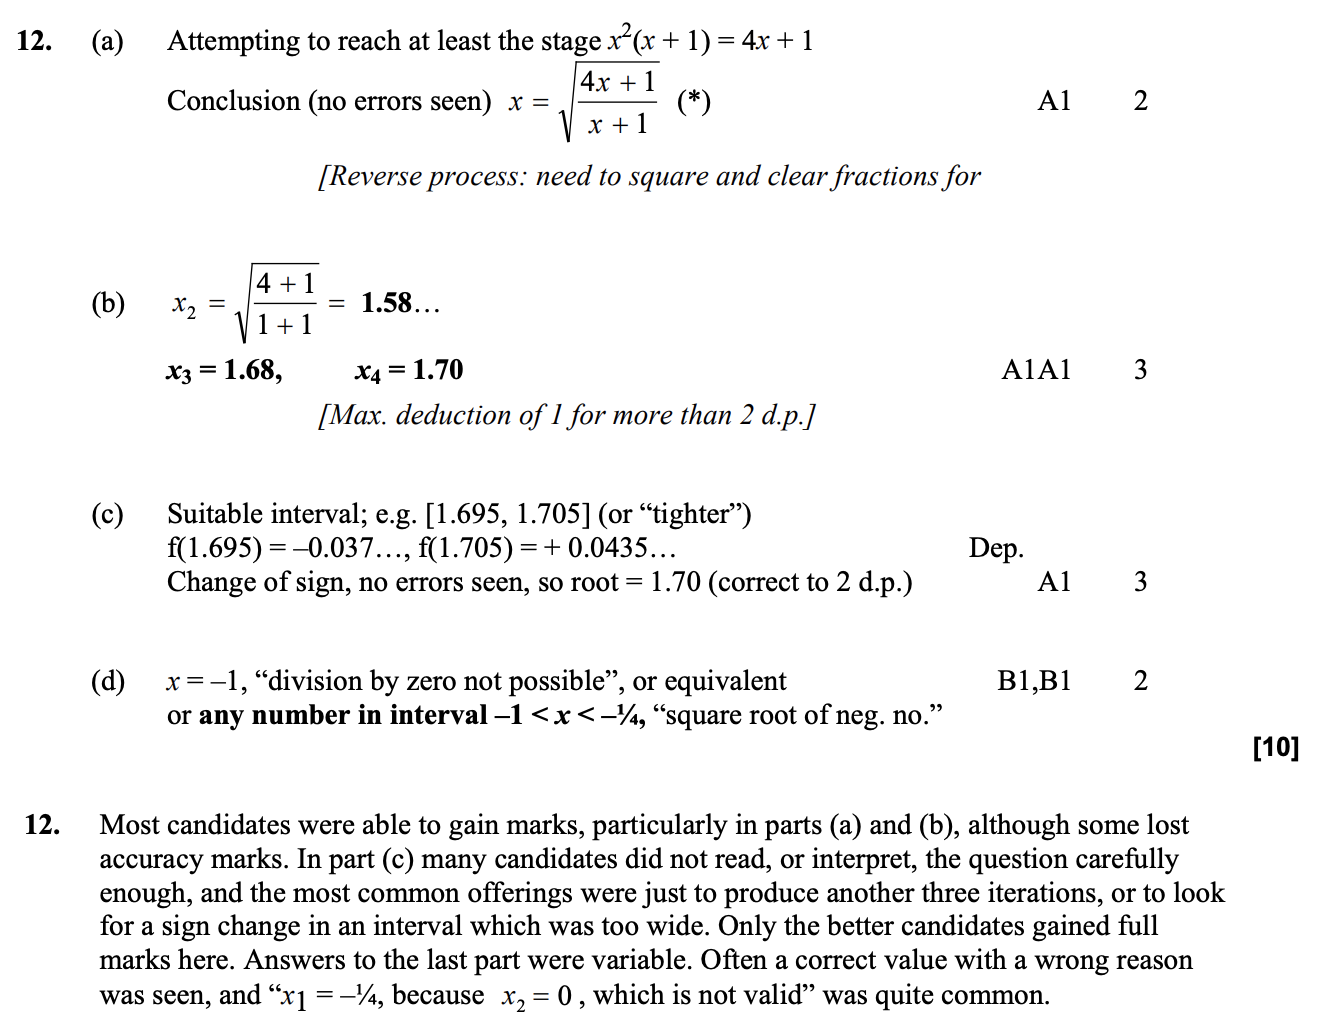 12. (a) Attempting to reach at least the stage x²(x + 1) = 4x + 1
Conclusion (no errors seen) x = √((4x + 1)/(x + 1)) (*) A1 2
[Reverse process: need to square and clear fractions for
(b) x₂ = √((4 + 1)/(1 + 1)) = 1.58…
x₃ = 1.68, x₄ = 1.70 A1A1 3
[Max. deduction of 1 for more than 2 d.p.]
(c) Suitable interval; e.g. [1.695, 1.705] (or “tighter”)
f(1.695) = –0.037…, f(1.705) = + 0.0435… Dep.
Change of sign, no errors seen, so root = 1.70 (correct to 2 d.p.) A1 3
(d) x = –1, “division by zero not possible”, or equivalent B1,B1 2
or any number in interval –1 < x < –¼, “square root of neg. no.”
[10]
12. Most candidates were able to gain marks, particularly in parts (a) and (b), although some lost
accuracy marks. In part (c) many candidates did not read, or interpret, the question carefully
enough, and the most common offerings were just to produce another three iterations, or to look
for a sign change in an interval which was too wide. Only the better candidates gained full
marks here. Answers to the last part were variable. Often a correct value with a wrong reason
was seen, and “x₁ = –¼, because x₂ = 0 , which is not valid” was quite common.